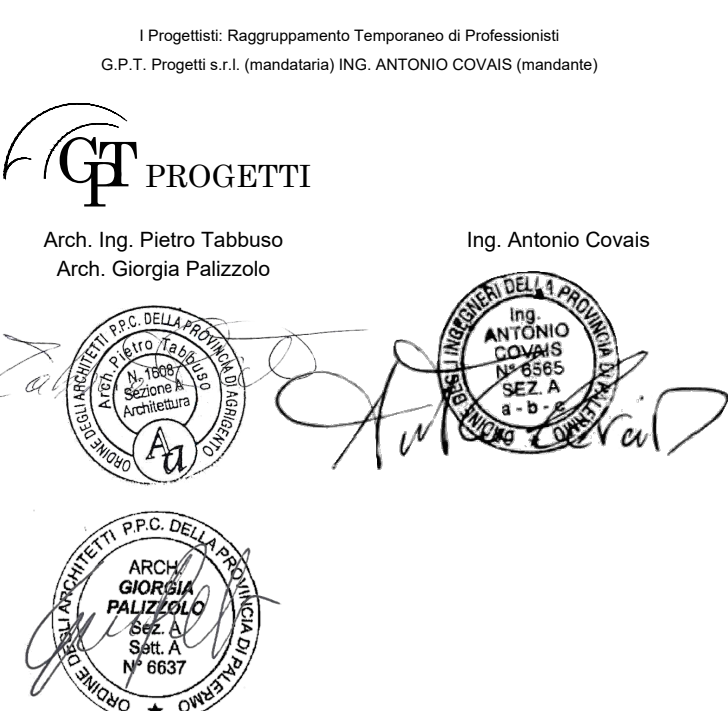 I Progettisti: Raggruppamento Temporaneo di Professionisti
G.P.T. Progetti s.r.l. (mandataria) ING. ANTONIO COVAIS (mandante)
GPT PROGETTI
Arch. Ing. Pietro Tabbuso
Arch. Giorgia Palizzolo
Ing. Antonio Covais
ORDINE DEGLI ARCHITETTI P.P.C. DELLA PROVINCIA DI AGRIGENTO
Arch. Pietro Tabbuso
N. 1608
Sezione A
Architettura
ORDINE DEGLI INGEGNERI DELLA PROVINCIA DI PALERMO
Ing.
ANTONIO
COVAIS
N° 6565
SEZ. A
a - b - c
ORDINE DEGLI ARCHITETTI P.P.C. DELLA PROVINCIA DI PALERMO
ARCH.
GIORGIA
PALIZZOLO
Sez. A
Sett. A
N° 6637